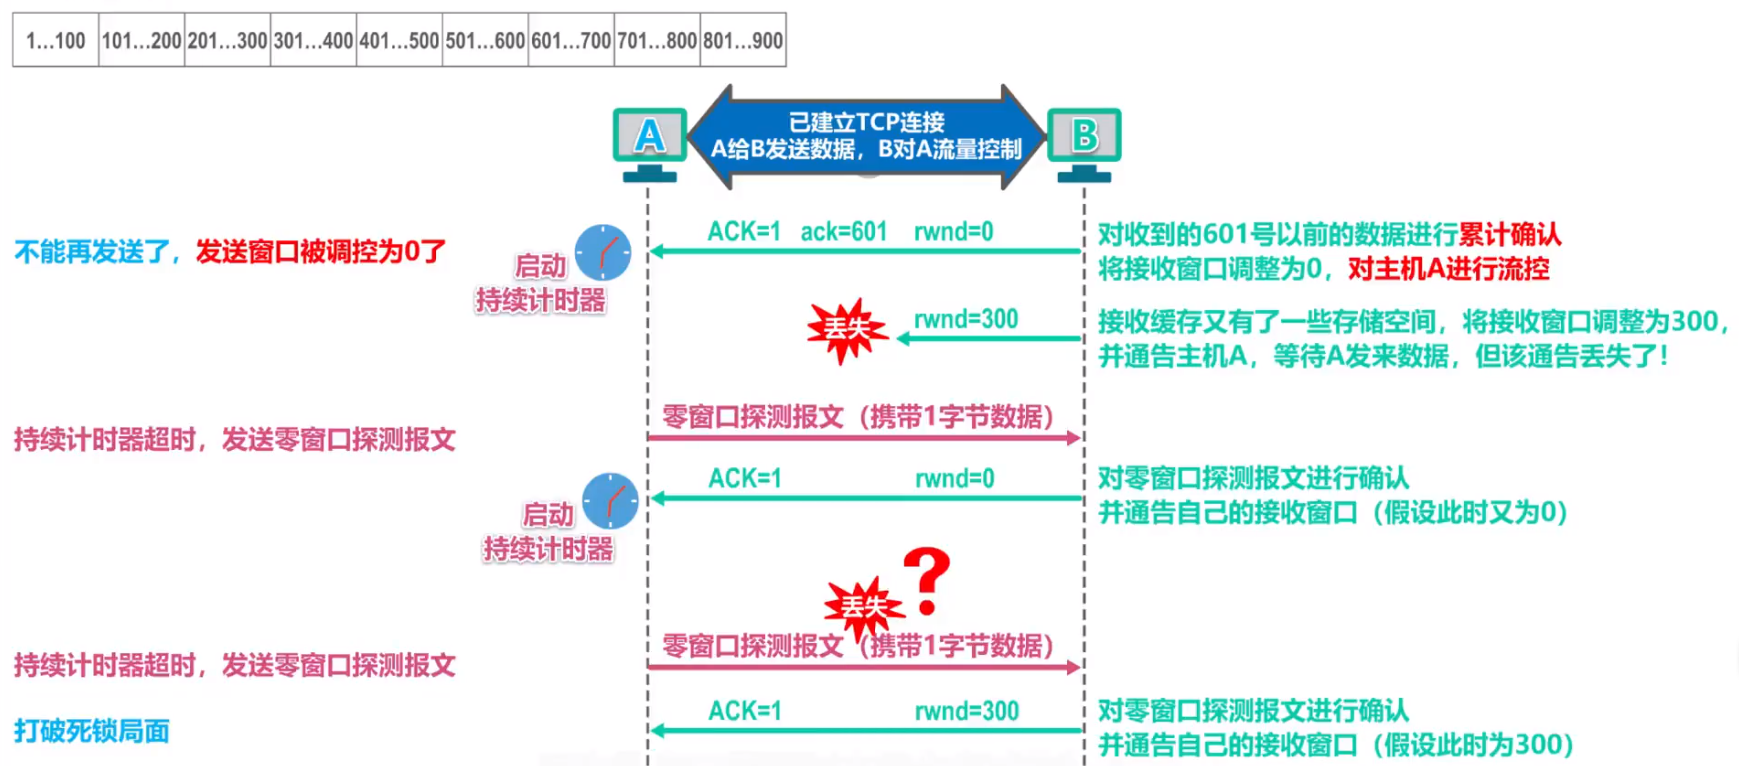 1...100 101...200 201...300 301...400 401...500 501...600 601...700 701...800 801...900
A
已建立TCP连接
A给B发送数据，B对A流量控制
B
ACK=1 ack=601 rwnd=0
对收到的601号以前的数据进行累计确认
将接收窗口调整为0，对主机A进行流控
不能再发送了，发送窗口被调控为0了
启动
持续计时器
丢失
rwnd=300
接收缓存又有了一些存储空间，将接收窗口调整为300，
并通告主机A，等待A发来数据，但该通告丢失了！
零窗口探测报文（携带1字节数据）
持续计时器超时，发送零窗口探测报文
ACK=1 rwnd=0
对零窗口探测报文进行确认
并通告自己的接收窗口（假设此时又为0）
启动
持续计时器
丢失
?
零窗口探测报文（携带1字节数据）
持续计时器超时，发送零窗口探测报文
ACK=1 rwnd=300
对零窗口探测报文进行确认
并通告自己的接收窗口（假设此时为300）
打破死锁局面